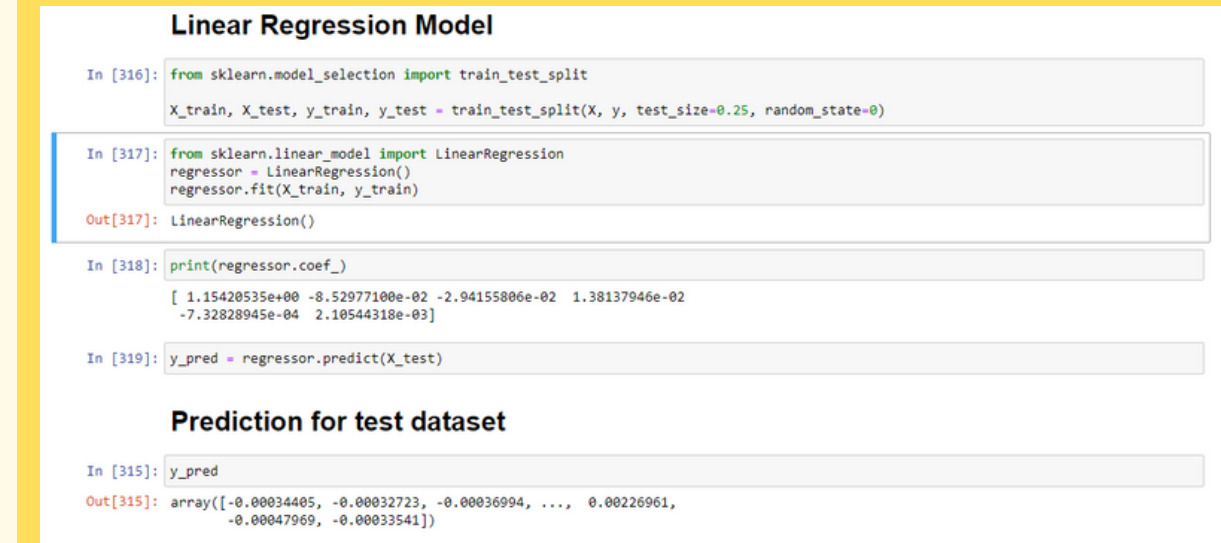 Linear Regression Model
In [316]: from sklearn.model_selection import train_test_split
X_train, X_test, y_train, y_test = train_test_split(X, y, test_size=0.25, random_state=0)
In [317]: from sklearn.linear_model import LinearRegression
regressor = LinearRegression()
regressor.fit(X_train, y_train)
Out[317]: LinearRegression()
In [318]: print(regressor.coef_)
[ 1.15420535e+00 -8.52977100e-02 -2.94155806e-02  1.38137946e-02
-7.32828945e-04  2.10544318e-03]
In [319]: y_pred = regressor.predict(X_test)
Prediction for test dataset
In [315]: y_pred
Out[315]: array([-0.00034405, -0.00032723, -0.00036994, ...,  0.00226961,
-0.00047969, -0.00033541])